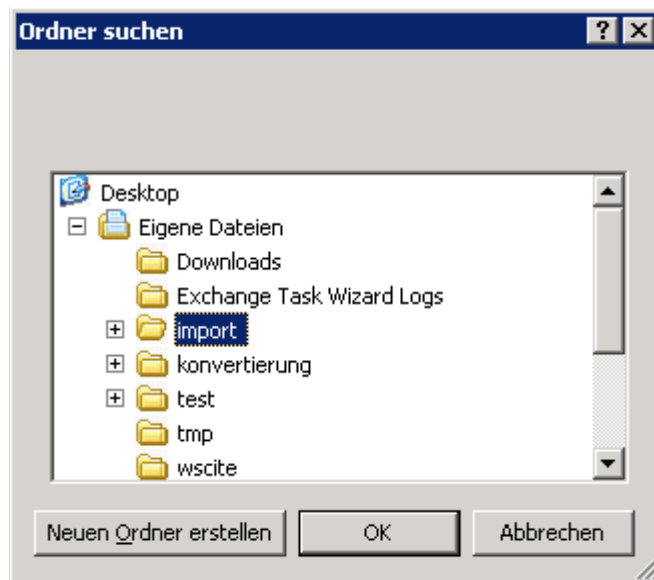 Ordner suchen
Desktop
Eigene Dateien
Downloads
Exchange Task Wizard Logs
import
konvertierung
test
tmp
wscite
Neuen Ordner erstellen OK Abbrechen